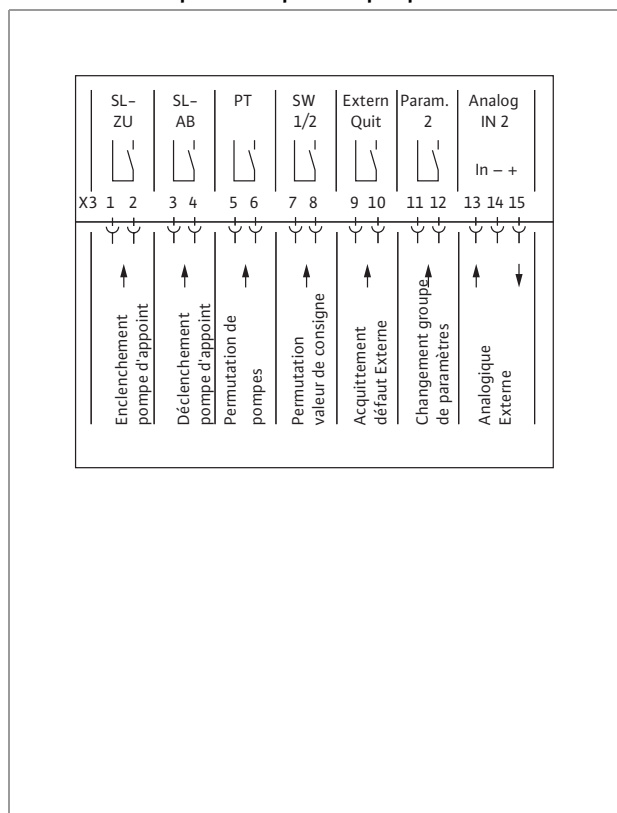 SL-
ZU
SL-
AB
PT
SW
1/2
Extern
Quit
Param.
2
Analog
IN 2
In – +
X3 1 2 3 4 5 6 7 8 9 10 11 12 13 14 15
Enclenchement
pompe d'appoint
Déclenchement
pompe d'appoint
Permutation de
pompes
Permutation
valeur de consigne
Acquittement
défaut Externe
Changement groupe
de paramètres
Analogique
Externe